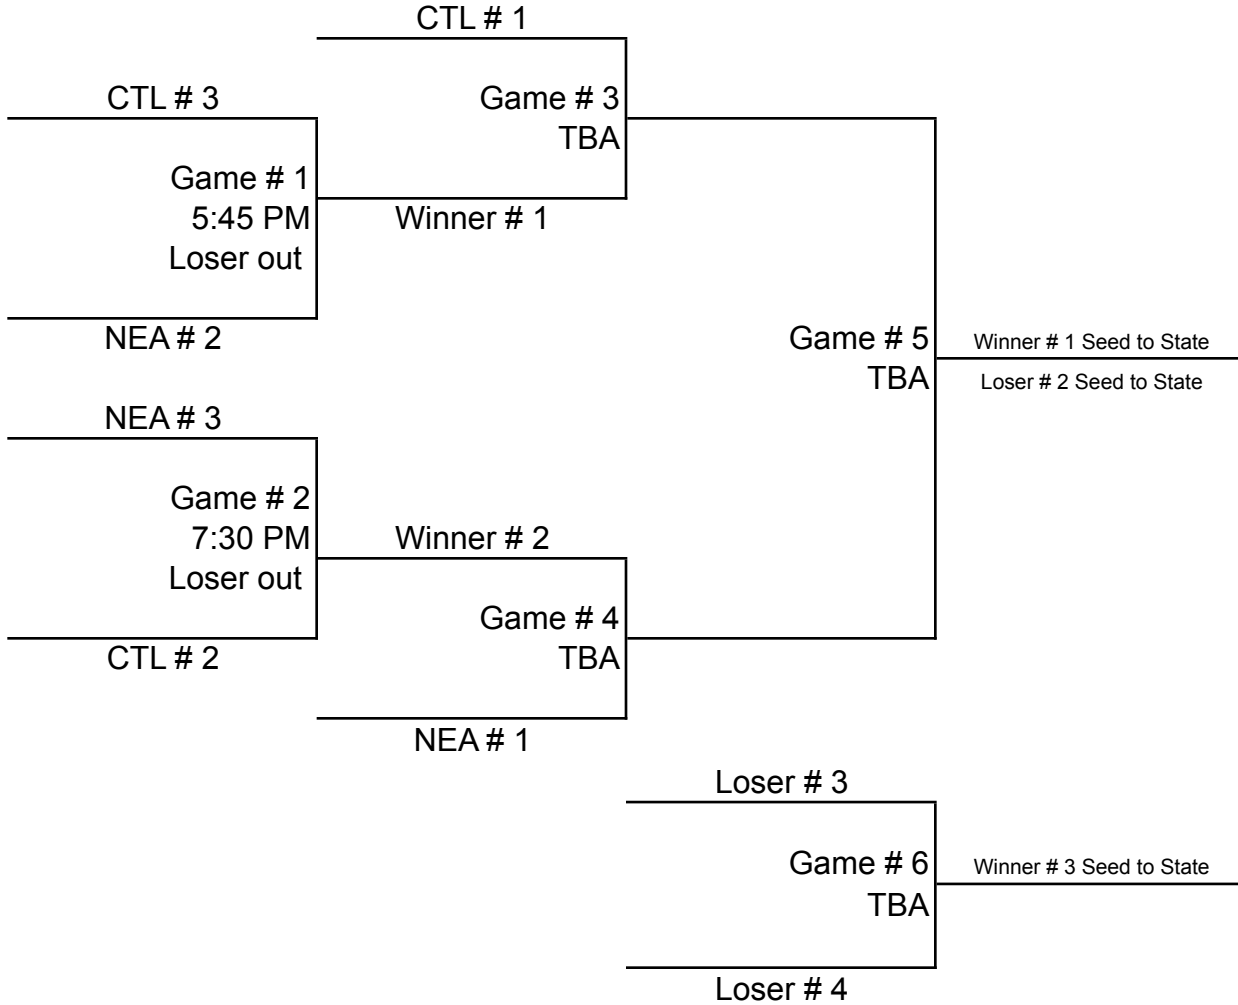 CTL # 1
CTL # 3
Game # 3
TBA
Game # 1
5:45 PM
Loser out
Winner # 1
NEA # 2
Game # 5
TBA
Winner # 1 Seed to State
Loser # 2 Seed to State
NEA # 3
Game # 2
7:30 PM
Loser out
Winner # 2
CTL # 2
Game # 4
TBA
NEA # 1
Loser # 3
Game # 6
TBA
Winner # 3 Seed to State
Loser # 4